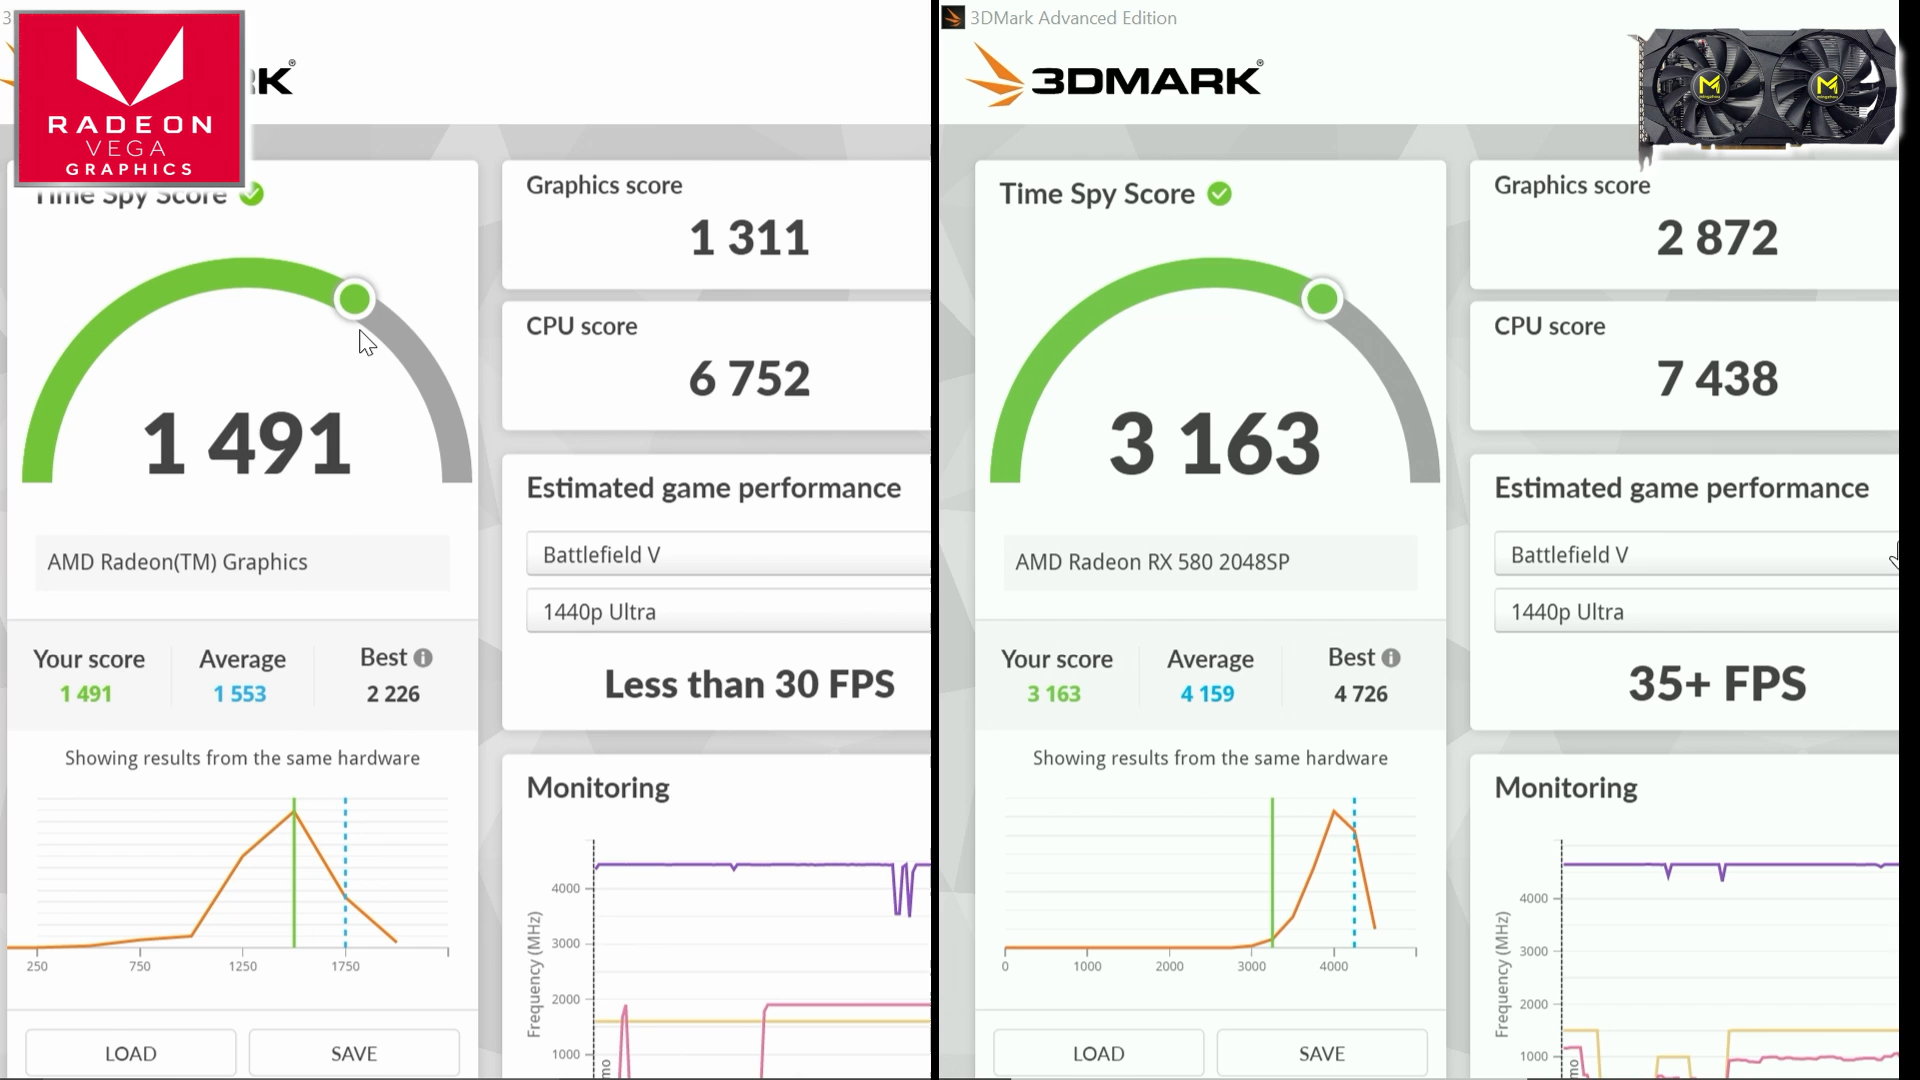 3
K®
RADEON
VEGA
GRAPHICS
Time Spy Score
1 491
AMD Radeon(TM) Graphics
Your score
Average
Best
1 491
1 553
2 226
Showing results from the same hardware
250
750
1250
1750
LOAD
SAVE
Graphics score
1 311
CPU score
6 752
Estimated game performance
Battlefield V
1440p Ultra
Less than 30 FPS
Monitoring
Frequency (MHz)
4000
3000
2000
1000
mo
3DMark Advanced Edition
3DMARK®
Time Spy Score
3 163
AMD Radeon RX 580 2048SP
Your score
Average
Best
3 163
4 159
4 726
Showing results from the same hardware
0
1000
2000
3000
4000
LOAD
SAVE
Graphics score
2 872
CPU score
7 438
Estimated game performance
Battlefield V
1440p Ultra
35+ FPS
Monitoring
Frequency (MHz)
4000
3000
2000
1000
mo